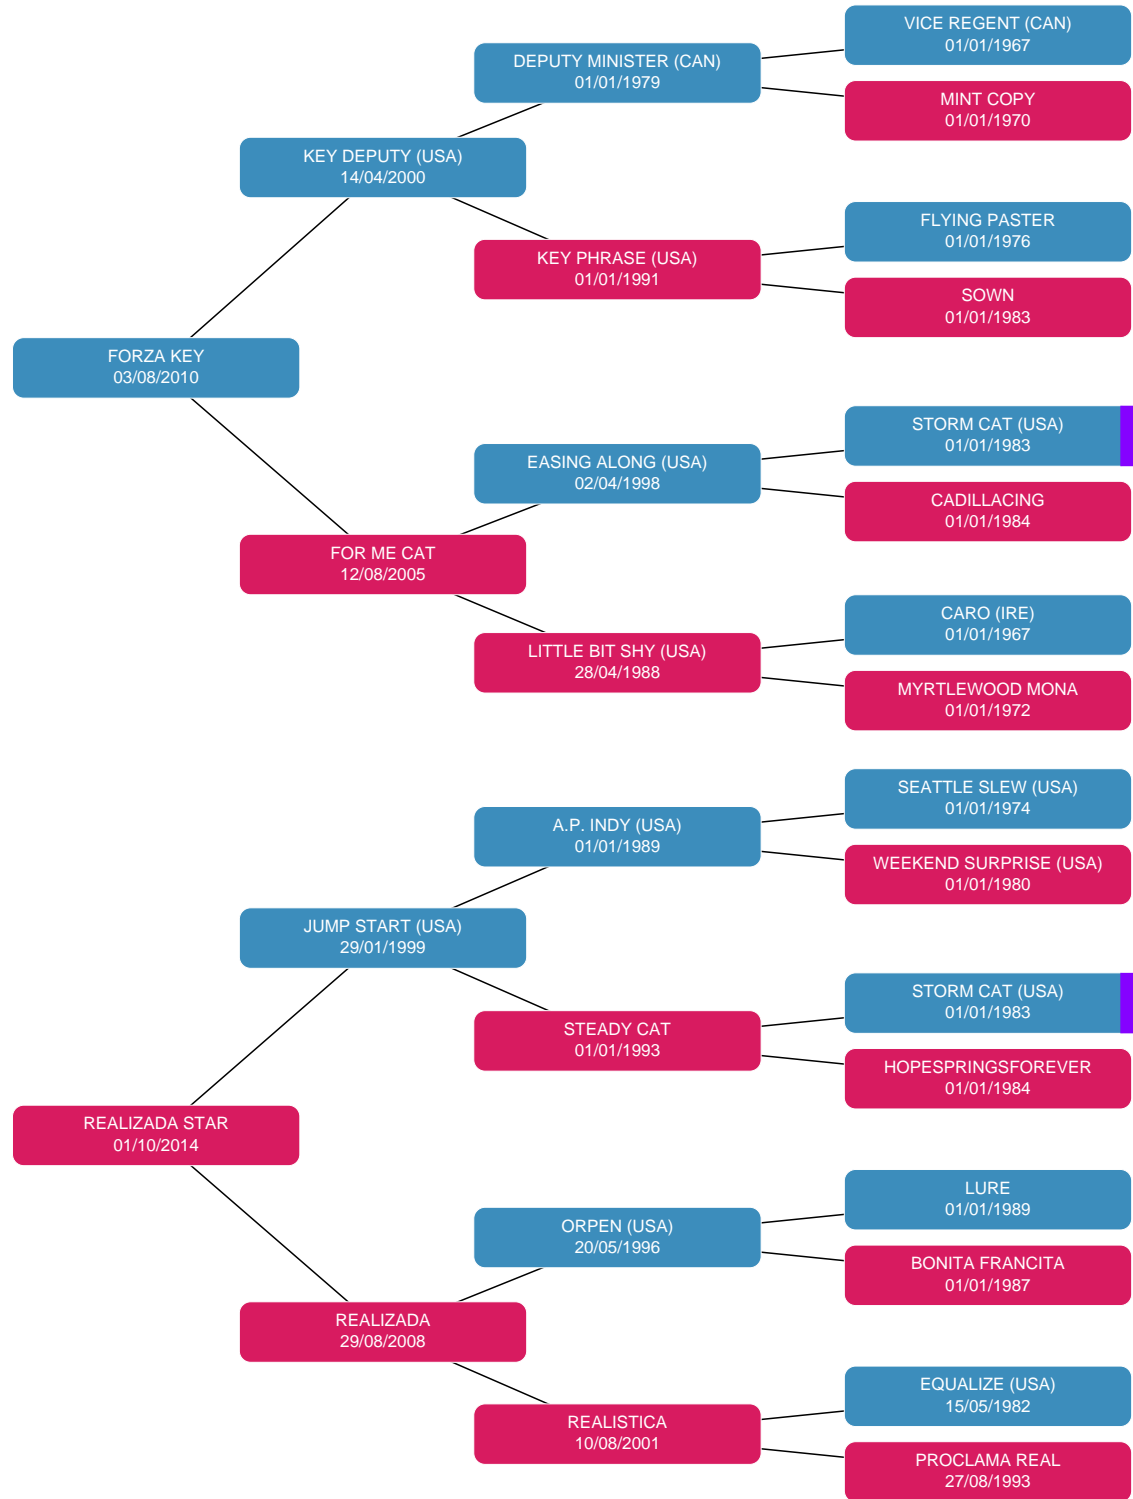 VICE REGENT (CAN)
01/01/1967
DEPUTY MINISTER (CAN)
01/01/1979
MINT COPY
01/01/1970
KEY DEPUTY (USA)
14/04/2000
FLYING PASTER
01/01/1976
KEY PHRASE (USA)
01/01/1991
SOWN
01/01/1983
FORZA KEY
03/08/2010
STORM CAT (USA)
01/01/1983
EASING ALONG (USA)
02/04/1998
CADILLACING
01/01/1984
FOR ME CAT
12/08/2005
CARO (IRE)
01/01/1967
LITTLE BIT SHY (USA)
28/04/1988
MYRTLEWOOD MONA
01/01/1972
SEATTLE SLEW (USA)
01/01/1974
A.P. INDY (USA)
01/01/1989
WEEKEND SURPRISE (USA)
01/01/1980
JUMP START (USA)
29/01/1999
STORM CAT (USA)
01/01/1983
STEADY CAT
01/01/1993
HOPESPRINGSFOREVER
01/01/1984
REALIZADA STAR
01/10/2014
LURE
01/01/1989
ORPEN (USA)
20/05/1996
BONITA FRANCITA
01/01/1987
REALIZADA
29/08/2008
EQUALIZE (USA)
15/05/1982
REALISTICA
10/08/2001
PROCLAMA REAL
27/08/1993